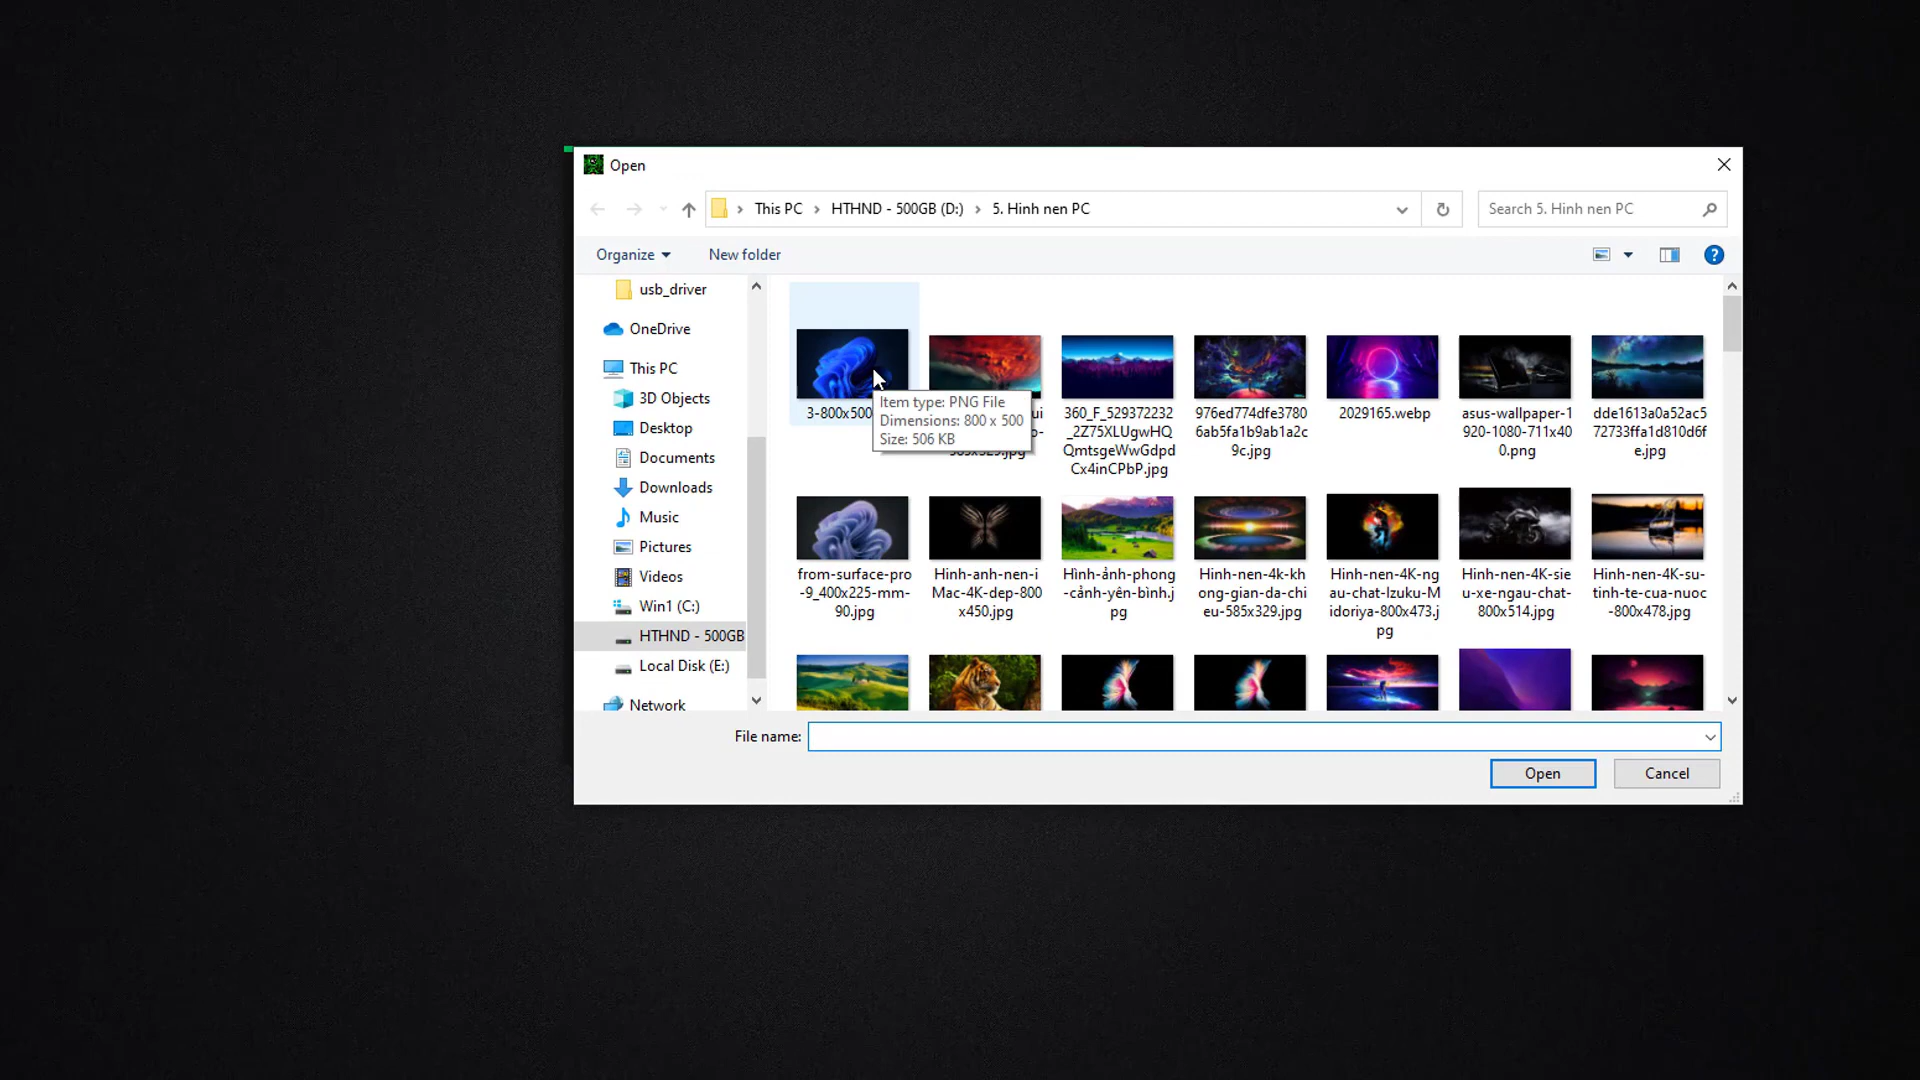 Open
This PC
HTHND - 500GB (D:)
5. Hinh nen PC
Search 5. Hinh nen PC
Organize
New folder
usb_driver
OneDrive
This PC
3D Objects
Desktop
Documents
Downloads
Music
Pictures
Videos
Win1 (C:)
HTHND - 500GB
Local Disk (E:)
Network
3-800x500
Item type: PNG File
Dimensions: 800 x 500
Size: 506 KB
585x329.jpg
360_F_529372232
_2Z75XLUgwHQ
QmtsgeWwGdpd
Cx4inCPbP.jpg
976ed774dfe3780
6ab5fa1b9ab1a2c
9c.jpg
2029165.webp
asus-wallpaper-1
920-1080-711x40
0.png
dde1613a0a52ac5
72733ffa1d810d6f
e.jpg
from-surface-pro
-9_400x225-mm-
90.jpg
Hinh-anh-nen-i
Mac-4K-dep-800
x450.jpg
Hình-ảnh-phong
-cảnh-yên-bình.j
pg
Hinh-nen-4k-kh
ong-gian-da-chi
eu-585x329.jpg
Hinh-nen-4K-ng
au-chat-Izuku-M
idoriya-800x473.j
pg
Hinh-nen-4K-sie
u-xe-ngau-chat-
800x514.jpg
Hinh-nen-4K-su-
tinh-te-cua-nuoc
-800x478.jpg
File name:
Open
Cancel